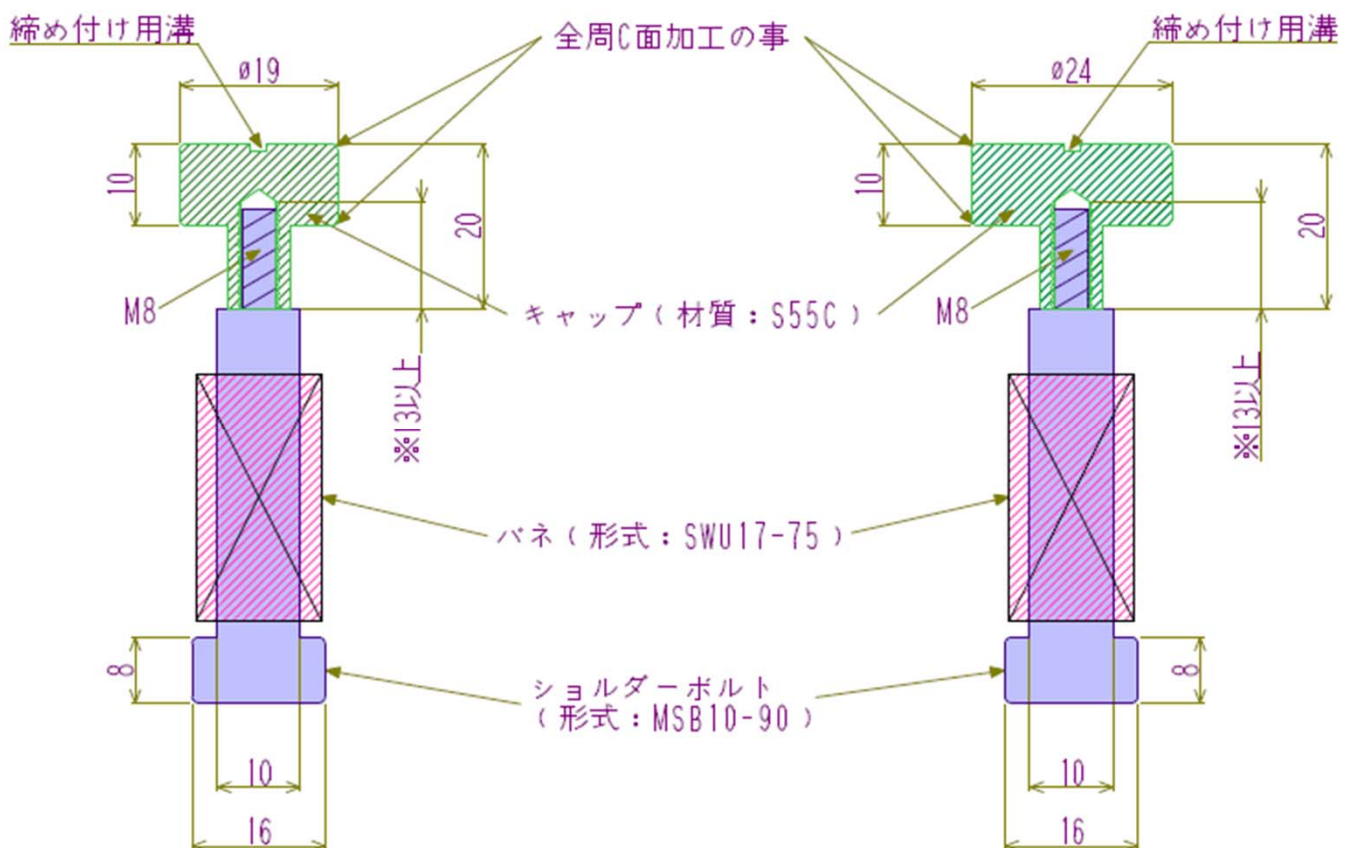 締め付け用溝
全周C面加工の事
締め付け用溝
ø19
ø24
10
20
10
20
M8
キャップ(材質:S55C)
M8
※13以上
※13以上
バネ(形式:SWU17-75)
8
ショルダーボルト
(形式:MSB10-90)
8
10
10
16
16